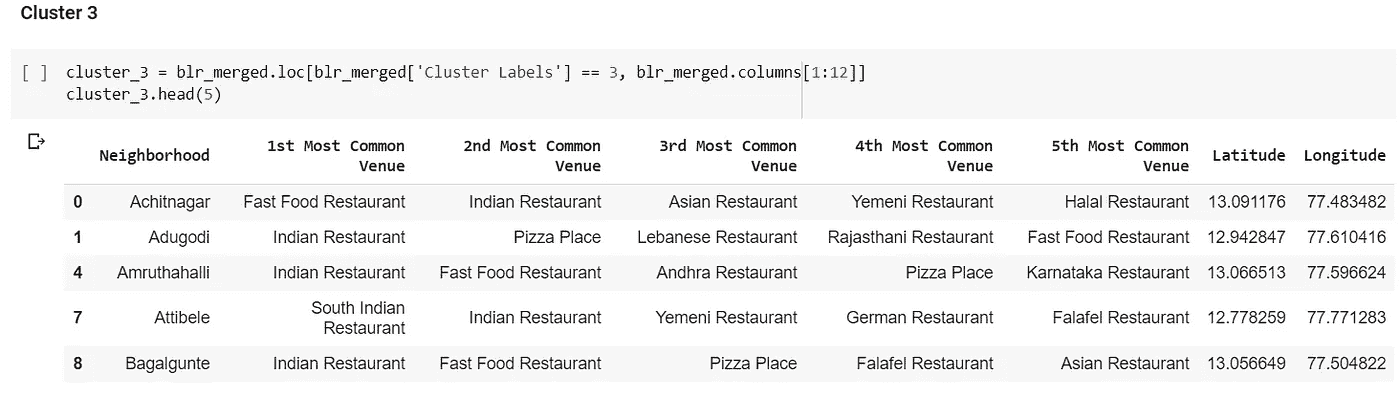 Cluster 3
[ ] cluster_3 = blr_merged.loc[blr_merged['Cluster Labels'] == 3, blr_merged.columns[1:12]]
cluster_3.head(5)
Neighborhood 1st Most Common Venue 2nd Most Common Venue 3rd Most Common Venue 4th Most Common Venue 5th Most Common Venue Latitude Longitude
0 Achitnagar Fast Food Restaurant Indian Restaurant Asian Restaurant Yemeni Restaurant Halal Restaurant 13.091176 77.483482
1 Adugodi Indian Restaurant Pizza Place Lebanese Restaurant Rajasthani Restaurant Fast Food Restaurant 12.942847 77.610416
4 Amruthahalli Indian Restaurant Fast Food Restaurant Andhra Restaurant Pizza Place Karnataka Restaurant 13.066513 77.596624
7 Attibele South Indian Restaurant Indian Restaurant Yemeni Restaurant German Restaurant Falafel Restaurant 12.778259 77.771283
8 Bagalgunte Indian Restaurant Fast Food Restaurant Pizza Place Falafel Restaurant Asian Restaurant 13.056649 77.504822